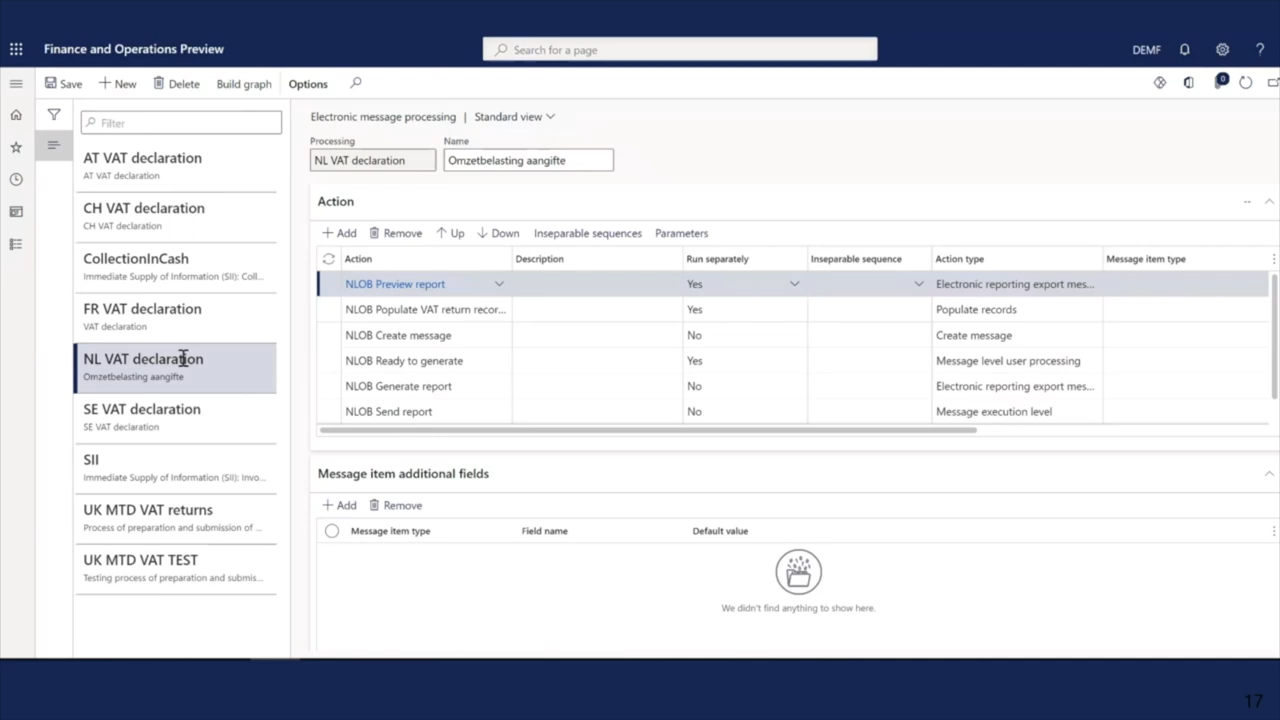 Finance and Operations Preview
Search for a page
DEMF
?
Save
New
Delete
Build graph
Options
0
Filter
AT VAT declaration
AT VAT declaration
CH VAT declaration
CH VAT declaration
CollectionInCash
Immediate Supply of Information (SII): Coll...
FR VAT declaration
VAT declaration
NL VAT declaration
Omzetbelasting aangifte
SE VAT declaration
SE VAT declaration
SII
Immediate Supply of Information (SII): Invo...
UK MTD VAT returns
Process of preparation and submission of ...
UK MTD VAT TEST
Testing process of preparation and submis...
Electronic message processing | Standard view
Processing Name
NL VAT declaration Omzetbelasting aangifte
Action
--
Add Remove Up Down Inseparable sequences Parameters
Action Description Run separately Inseparable sequence Action type Message item type
NLOB Preview report Yes Electronic reporting export mes...
NLOB Populate VAT return recor... Yes Populate records
NLOB Create message No Create message
NLOB Ready to generate Yes Message level user processing
NLOB Generate report No Electronic reporting export mes...
NLOB Send report No Message execution level
Message item additional fields
Add Remove
Message item type Field name Default value
We didn't find anything to show here.
17